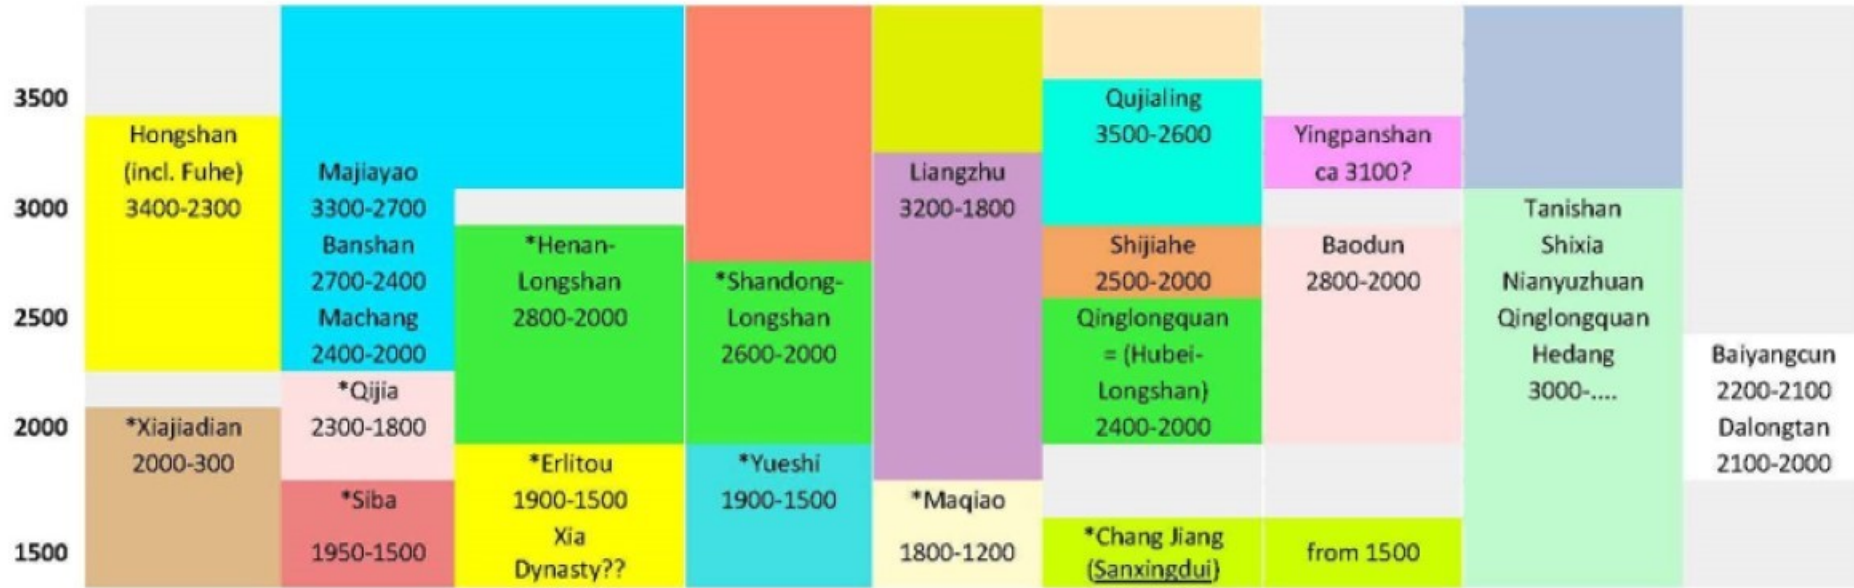 3500
3000
2500
2000
1500
Hongshan
(incl. Fuhe)
3400-2300
*Xiajiadian
2000-300
Majiayao
3300-2700
Banshan
2700-2400
Machang
2400-2000
*Qijia
2300-1800
*Siba
1950-1500
*Henan-
Longshan
2800-2000
*Erlitou
1900-1500
Xia
Dynasty??
*Shandong-
Longshan
2600-2000
*Yueshi
1900-1500
Liangzhu
3200-1800
*Maqiao
1800-1200
Qujialing
3500-2600
Shijiahe
2500-2000
Qinglongquan
= (Hubei-
Longshan)
2400-2000
*Chang Jiang
(Sanxingdui)
Yingpanshan
ca 3100?
Baodun
2800-2000
from 1500
Tanishan
Shixia
Nianyuzhuan
Qinglongquan
Hedang
3000-....
Baiyangcun
2200-2100
Dalongtan
2100-2000